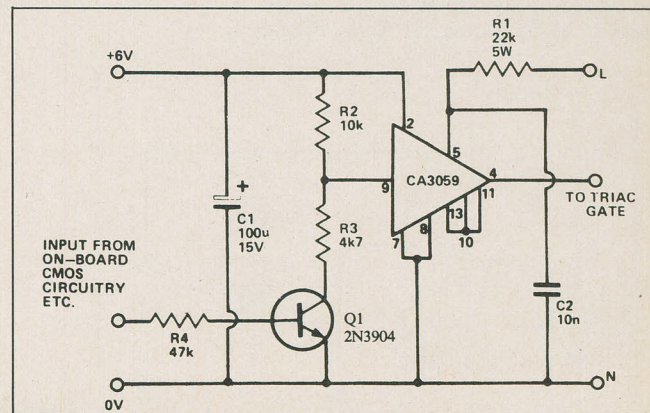 R1
22k
5W
+6V
L
R2
10k
2
5
4
9
CA3059
11
13
10
8
7
TO TRIAC
GATE
+
C1
100u
15V
R3
4k7
INPUT FROM
ON—BOARD
CMOS
CIRCUITRY
ETC.
Q1
2N3904
R4
47k
C2
10n
0V
N